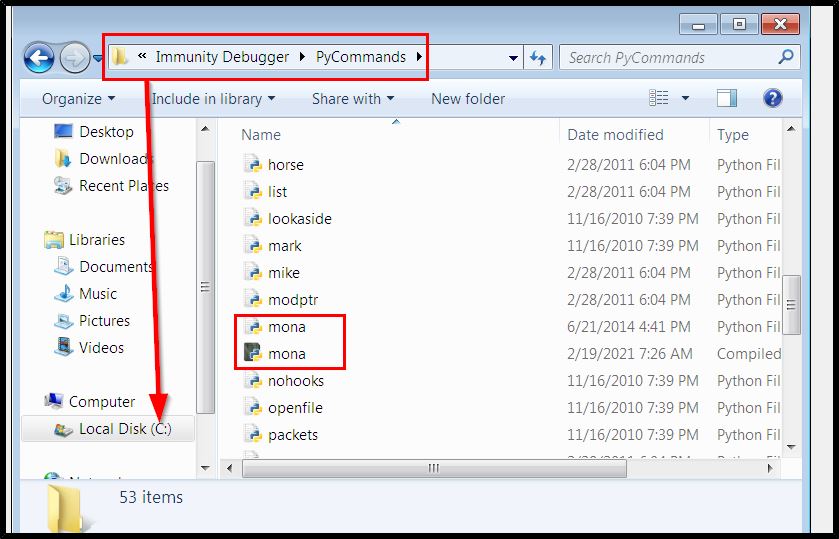 « Immunity Debugger PyCommands
Search PyCommands
Organize Include in library Share with New folder
Desktop
Downloads
Recent Places
Libraries
Documents
Music
Pictures
Videos
Computer
Local Disk (C:)
Name Date modified Type
horse 2/28/2011 6:04 PM Python Fil
list 2/28/2011 6:04 PM Python Fil
lookaside 11/16/2010 7:39 PM Python Fil
mark 11/16/2010 7:39 PM Python Fil
mike 2/28/2011 6:04 PM Python Fil
modptr 2/28/2011 6:04 PM Python Fil
mona 6/21/2014 4:41 PM Python Fil
mona 2/19/2021 7:26 AM Compiled
nohooks 11/16/2010 7:39 PM Python Fil
openfile 11/16/2010 7:39 PM Python Fil
packets 11/16/2010 7:39 PM Python Fil
53 items